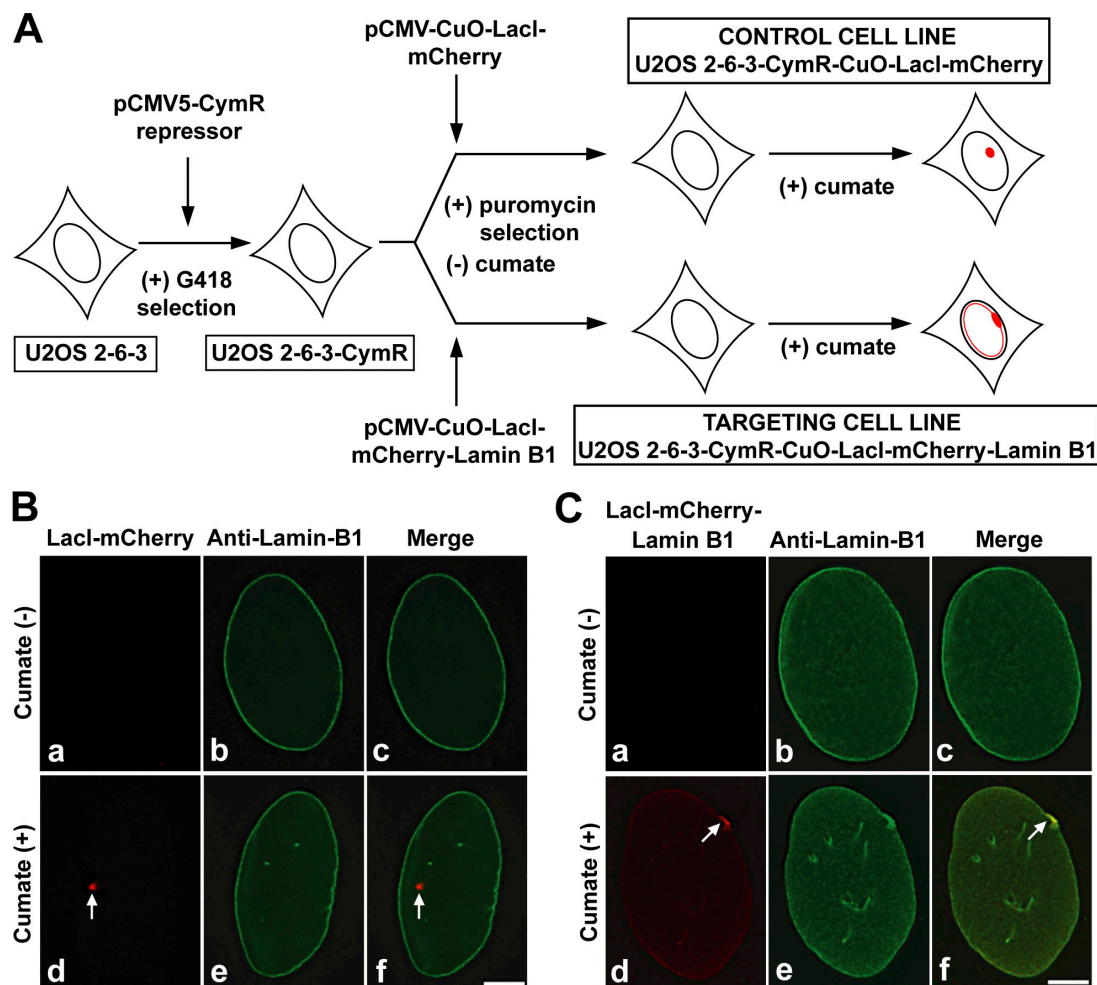 A
pCMV5-CymR
repressor
pCMV-CuO-LacI-
mCherry
CONTROL CELL LINE
U2OS 2-6-3-CymR-CuO-LacI-mCherry
(+) G418
selection
(+) puromycin
selection
(-) cumate
(+) cumate
(+) cumate
U2OS 2-6-3
U2OS 2-6-3-CymR
pCMV-CuO-LacI-
mCherry-Lamin B1
TARGETING CELL LINE
U2OS 2-6-3-CymR-CuO-LacI-mCherry-Lamin B1
B
LacI-mCherry
Anti-Lamin-B1
Merge
Cumate (-)
a
b
c
Cumate (+)
d
e
f
C
LacI-mCherry-
Lamin B1
Anti-Lamin-B1
Merge
Cumate (-)
a
b
c
Cumate (+)
d
e
f